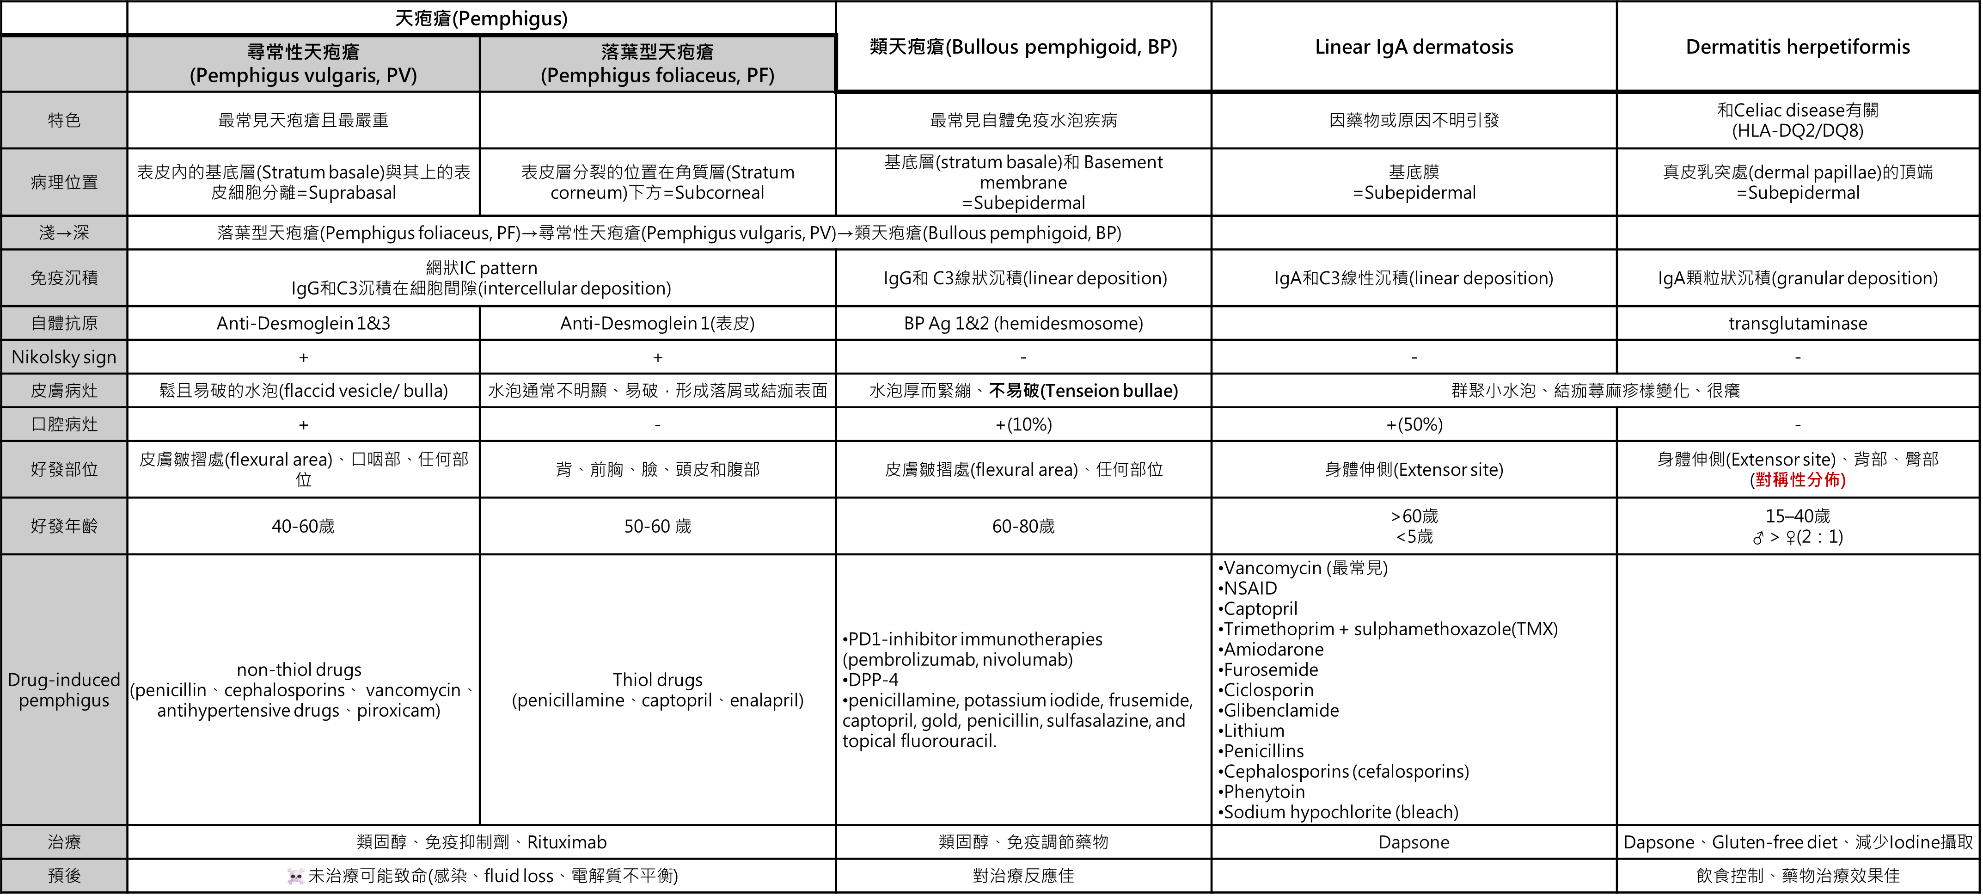 天疱瘡(Pemphigus)
類天疱瘡(Bullous pemphigoid, BP)
Linear IgA dermatosis
Dermatitis herpetiformis
尋常性天疱瘡
(Pemphigus vulgaris, PV)
落葉型天疱瘡
(Pemphigus foliaceus, PF)
特色
最常見天疱瘡且最嚴重
最常見自體免疫水泡疾病
因藥物或原因不明引發
和Celiac disease有關
(HLA-DQ2/DQ8)
病理位置
表皮內的基底層(Stratum basale)與其上的表
皮細胞分離=Suprabasal
表皮層分裂的位置在角質層(Stratum
corneum)下方=Subcorneal
基底層(stratum basale)和 Basement
membrane
=Subepidermal
基底膜
=Subepidermal
真皮乳突處(dermal papillae)的頂端
=Subepidermal
淺→深
落葉型天疱瘡(Pemphigus foliaceus, PF)→尋常性天疱瘡(Pemphigus vulgaris, PV)→類天疱瘡(Bullous pemphigoid, BP)
免疫沉積
網狀IC pattern
IgG和C3沉積在細胞間隙(intercellular deposition)
IgG和 C3線狀沉積(linear deposition)
IgA和C3線性沉積(linear deposition)
IgA顆粒狀沉積(granular deposition)
自體抗原
Anti-Desmoglein 1&3
Anti-Desmoglein 1(表皮)
BP Ag 1&2 (hemidesmosome)
transglutaminase
Nikolsky sign
+
+
-
-
-
皮膚病灶
鬆且易破的水泡(flaccid vesicle/ bulla)
水泡通常不明顯、易破，形成落屑或結痂表面
水泡厚而緊繃、不易破(Tenseion bullae)
群聚小水泡、結痂蕁麻疹樣變化、很癢
口腔病灶
+
-
+(10%)
+(50%)
-
好發部位
皮膚皺摺處(flexural area)、口咽部、任何部
位
背、前胸、臉、頭皮和腹部
皮膚皺摺處(flexural area)、任何部位
身體伸側(Extensor site)
身體伸側(Extensor site)、背部、臀部
(對稱性分佈)
好發年齡
40-60歲
50-60 歲
60-80歲
>60歲
<5歲
15–40歲
♂ > ♀(2：1)
Drug-induced
pemphigus
non-thiol drugs
(penicillin、cephalosporins、 vancomycin、
antihypertensive drugs、piroxicam)
Thiol drugs
(penicillamine、captopril、enalapril)
•PD1-inhibitor immunotherapies
(pembrolizumab, nivolumab)
•DPP-4
•penicillamine, potassium iodide, frusemide,
captopril, gold, penicillin, sulfasalazine, and
topical fluorouracil.
•Vancomycin (最常見)
•NSAID
•Captopril
•Trimethoprim + sulphamethoxazole(TMX)
•Amiodarone
•Furosemide
•Ciclosporin
•Glibenclamide
•Lithium
•Penicillins
•Cephalosporins (cefalosporins)
•Phenytoin
•Sodium hypochlorite (bleach)
治療
類固醇、免疫抑制劑、Rituximab
類固醇、免疫調節藥物
Dapsone
Dapsone、Gluten-free diet、減少Iodine攝取
預後
☠未治療可能致命(感染、fluid loss、電解質不平衡)
對治療反應佳
飲食控制、藥物治療效果佳